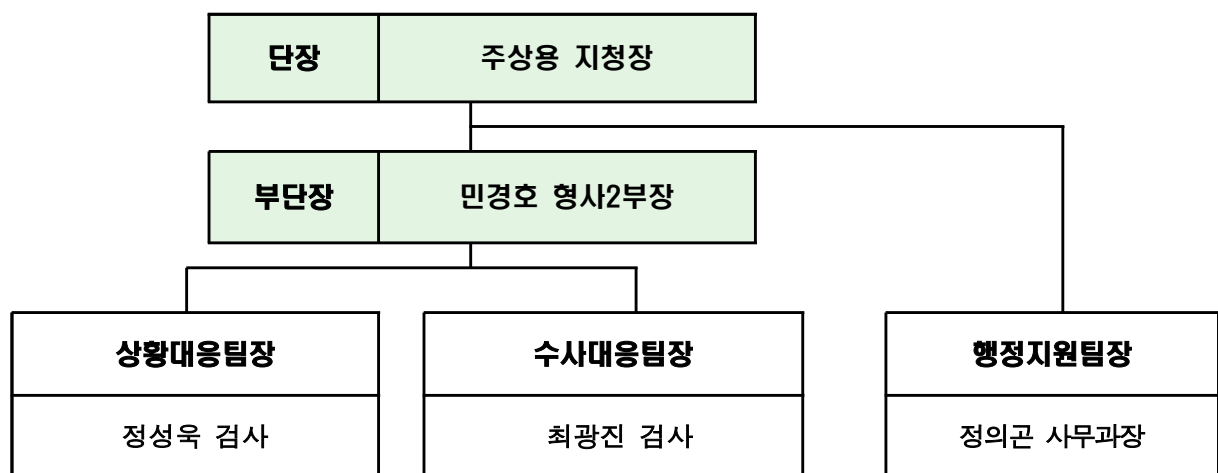 단장 주상용 지청장
부단장 민경호 형사2부장
상황대응팀장 수사대응팀장 행정지원팀장
정성욱 검사 최광진 검사 정의곤 사무과장